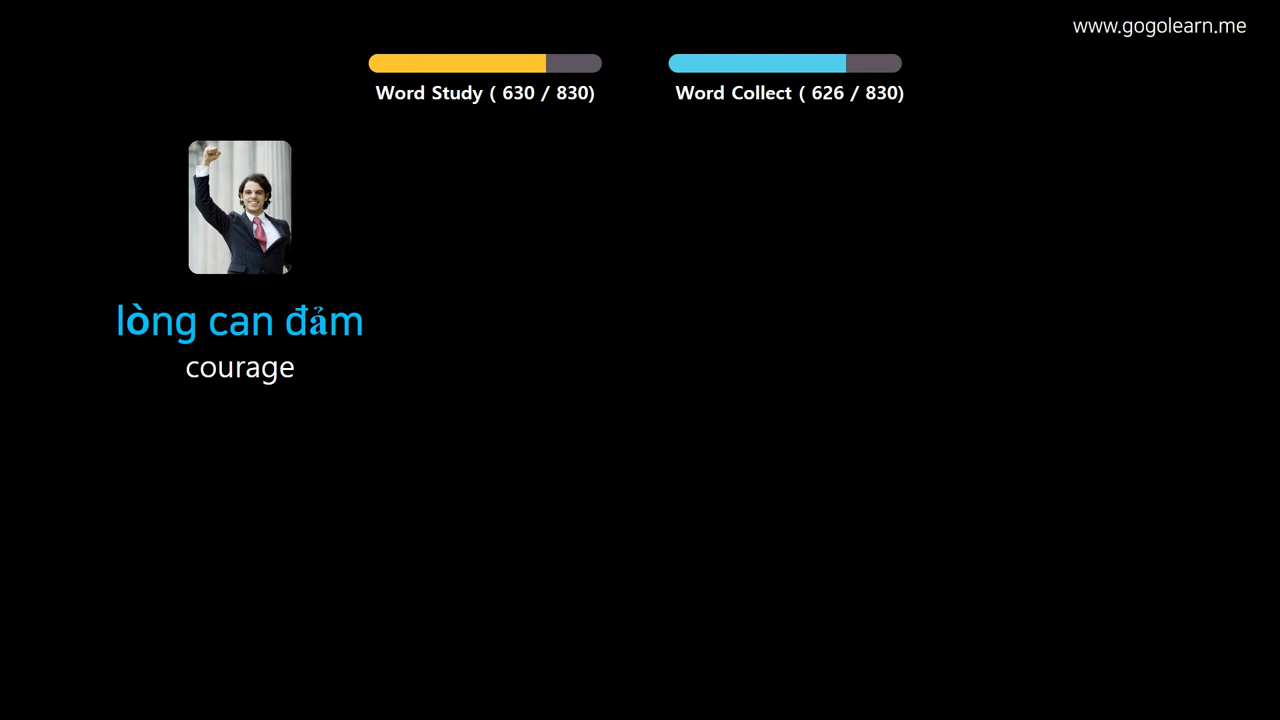 www.gogolearn.me
Word Study ( 630 / 830)
Word Collect ( 626 / 830)
lòng can đảm
courage